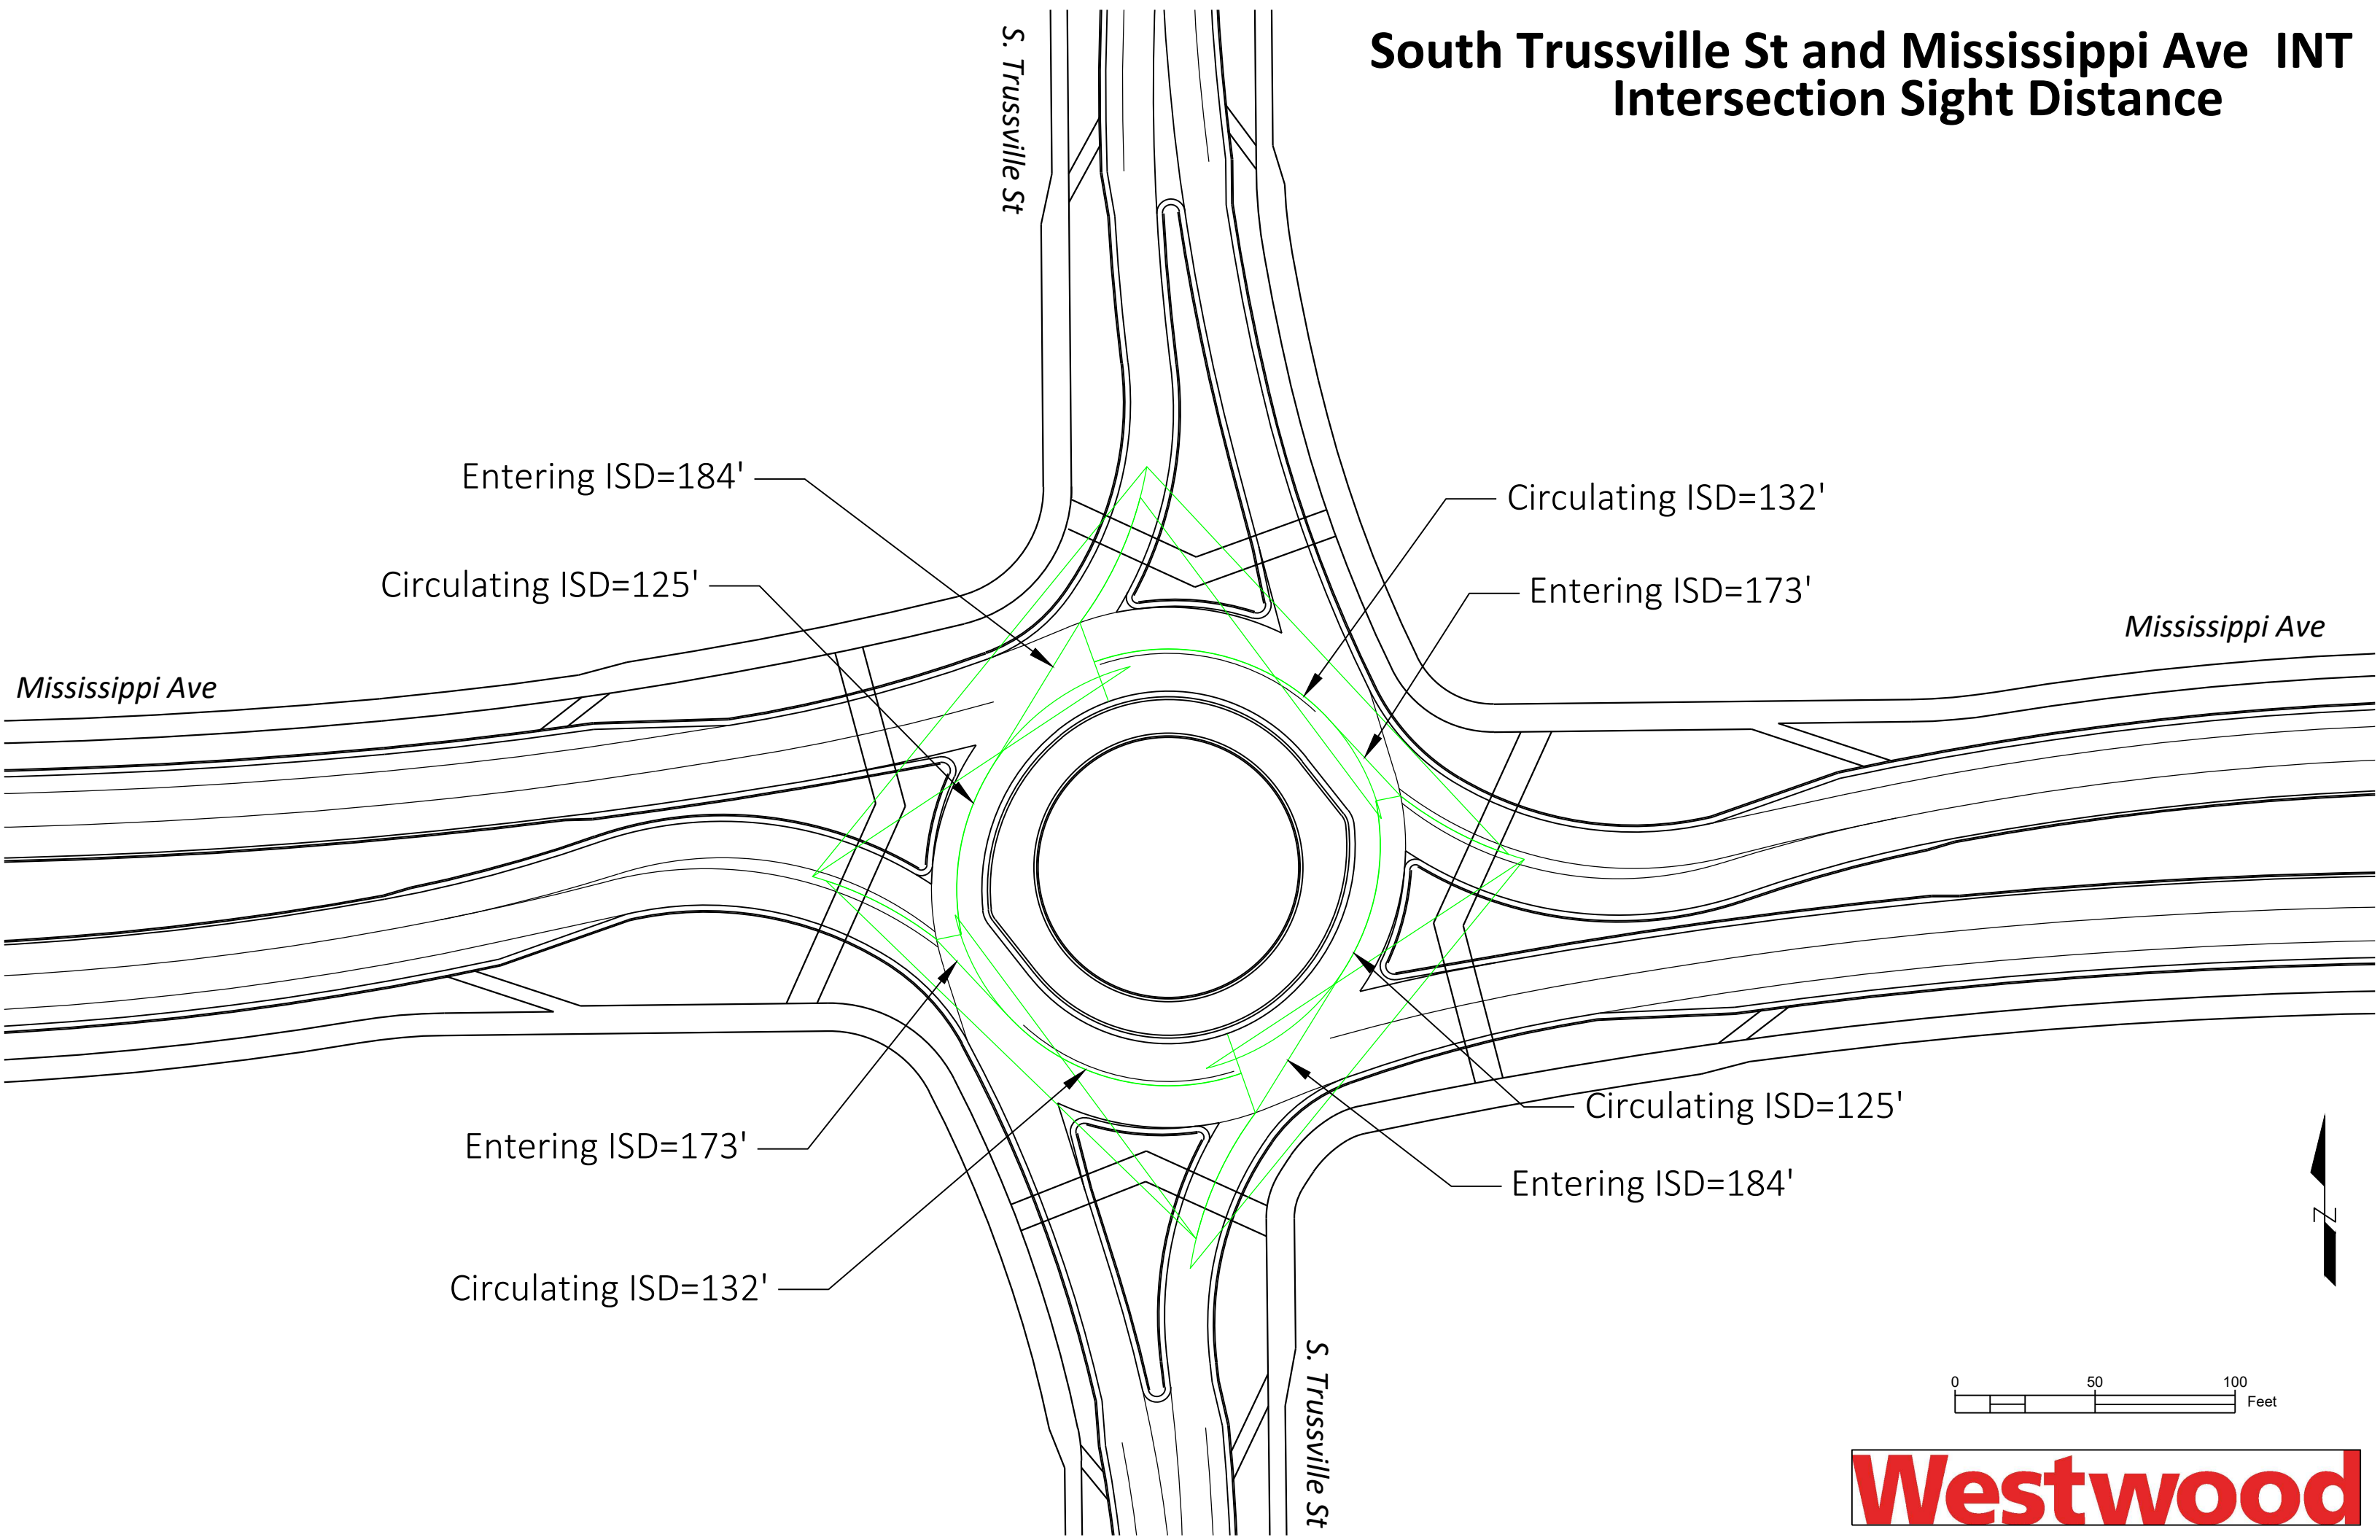 South Trussville St and Mississippi Ave  INT
Intersection Sight Distance
S. Trussville St
Entering ISD=184'
Circulating ISD=132'
Circulating ISD=125'
Entering ISD=173'
Mississippi Ave
Mississippi Ave
Circulating ISD=125'
Entering ISD=173'
Entering ISD=184'
Circulating ISD=132'
N
S. Trussville St
0 50 100
Feet
Westwood